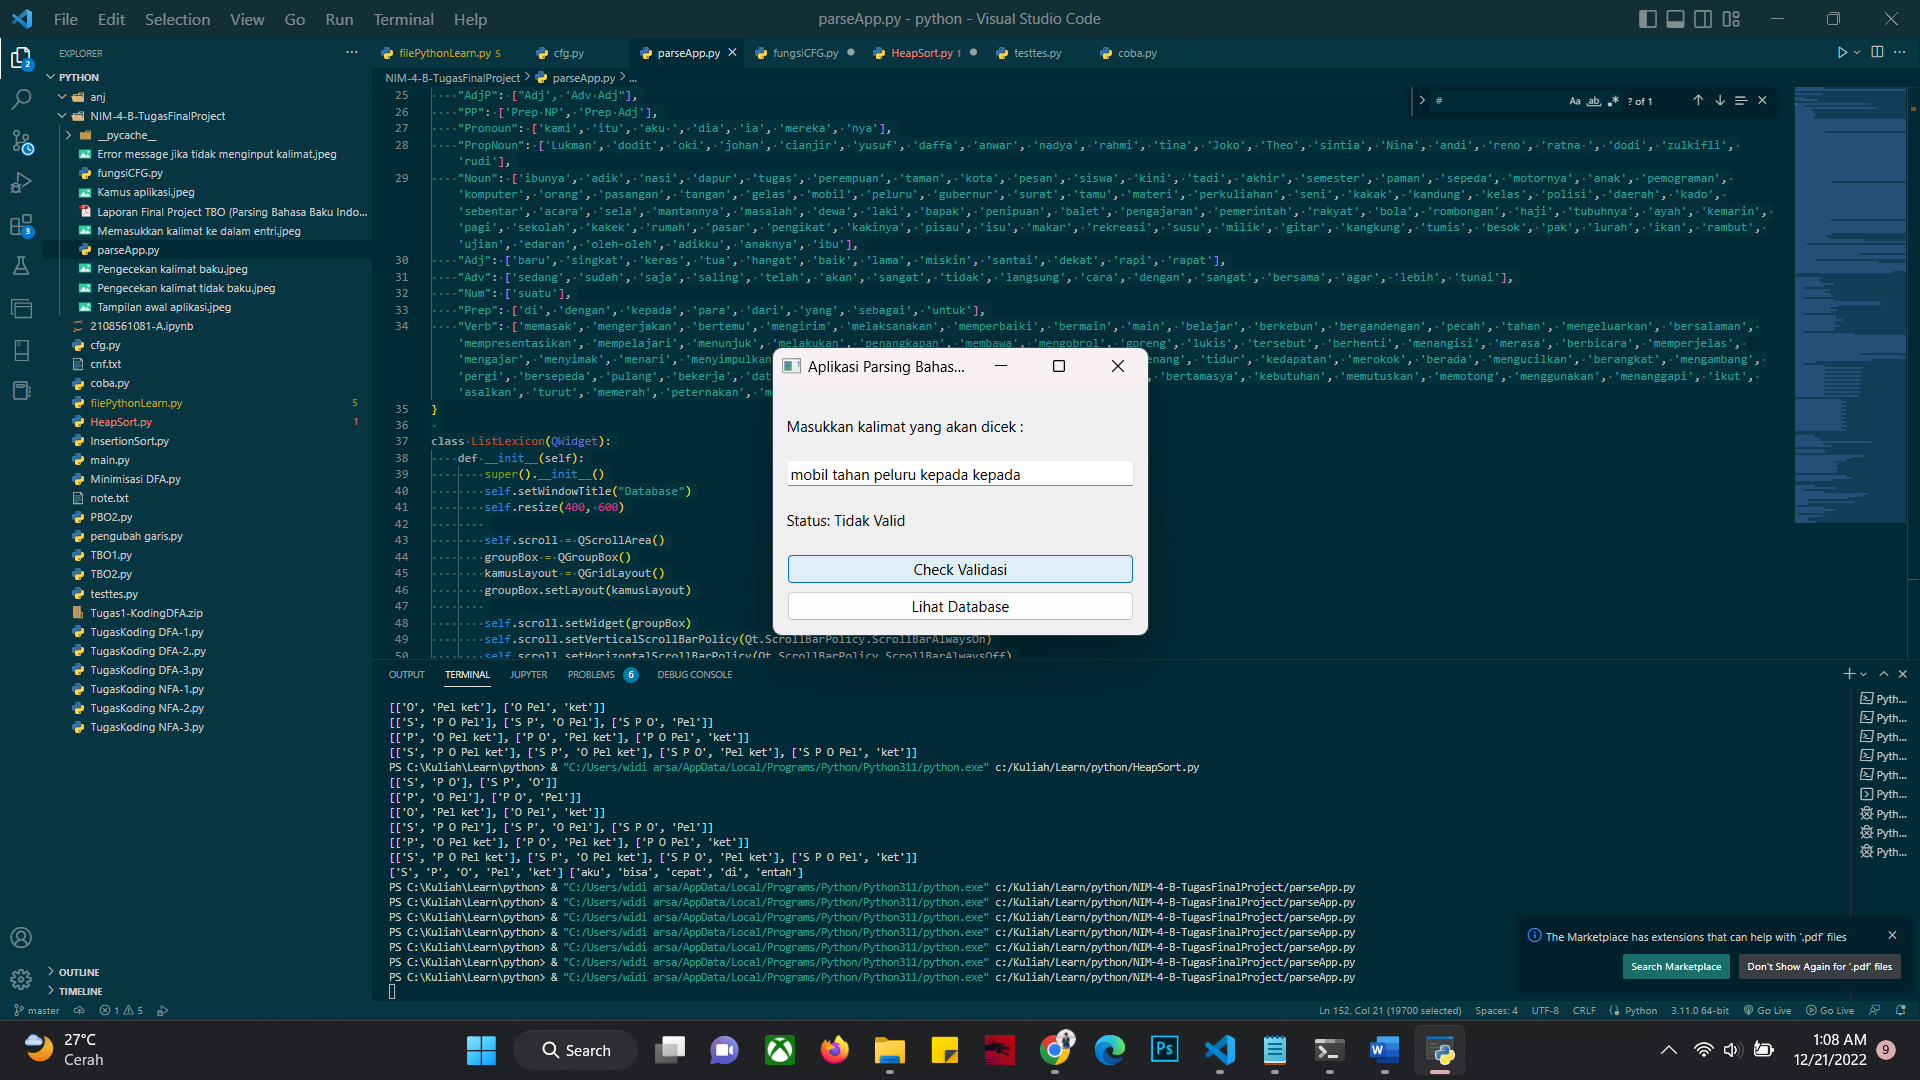 File Edit Selection View Go Run Terminal Help
parseApp.py - python - Visual Studio Code
EXPLORER
PYTHON
anj
NIM-4-B-TugasFinalProject
__pycache__
Error message jika tidak menginput kalimat.jpeg
fungsiCFG.py
Kamus aplikasi.jpeg
Laporan Final Project TBO (Parsing Bahasa Baku Indo...
Memasukkan kalimat ke dalam entri.jpeg
parseApp.py
Pengecekan kalimat baku.jpeg
Pengecekan kalimat tidak baku.jpeg
Tampilan awal aplikasi.jpeg
2108561081-A.ipynb
cfg.py
cnf.txt
coba.py
filePythonLearn.py 5
HeapSort.py 1
InsertionSort.py
main.py
Minimisasi DFA.py
note.txt
PBO2.py
pengubah garis.py
TBO1.py
TBO2.py
testtes.py
Tugas1-KodingDFA.zip
TugasKoding DFA-1.py
TugasKoding DFA-2..py
TugasKoding DFA-3.py
TugasKoding NFA-1.py
TugasKoding NFA-2.py
TugasKoding NFA-3.py
OUTLINE
TIMELINE
filePythonLearn.py 5 cfg.py parseApp.py fungsiCFG.py HeapSort.py 1 testtes.py coba.py
NIM-4-B-TugasFinalProject > parseApp.py > ...
# Aa ab ? of 1
25 "AdjP": ["Adj", 'Adv Adj"],
26 "PP": ['Prep NP', 'Prep Adj'],
27 "Pronoun": ['kami', 'itu', 'aku ', 'dia', 'ia', 'mereka', 'nya'],
28 "PropNoun": ['Lukman', 'dodit', 'oki', 'johan', 'cianjir', 'yusuf', 'daffa', 'anwar', 'nadya', 'rahmi', 'tina', 'Joko', 'Theo', 'sintia', 'Nina', 'andi', 'reno', 'ratna ', 'dodi', 'zulkifli',
'rudi'],
29 "Noun": ['ibunya', 'adik', 'nasi', 'dapur', 'tugas', 'perempuan', 'taman', 'kota', 'pesan', 'siswa', 'kini', 'tadi', 'akhir', 'semester', 'paman', 'sepeda', 'motornya', 'anak', 'pemograman',
'komputer', 'orang', 'pasangan', 'tangan', 'gelas', 'mobil', 'peluru', 'gubernur', 'surat', 'tamu', 'materi', 'perkuliahan', 'seni', 'kakak', 'kandung', 'kelas', 'polisi', 'daerah', 'kado',
'sebentar', 'acara', 'sela', 'mantannya', 'masalah', 'dewa', 'laki', 'bapak', 'penipuan', 'balet', 'pengajaran', 'pemerintah', 'rakyat', 'bola', 'rombongan', 'haji', 'tubuhnya', 'ayah', 'kemarin',
'pagi', 'sekolah', 'kakek', 'rumah', 'pasar', 'pengikat', 'kakinya', 'pisau', 'isu', 'makar', 'rekreasi', 'susu', 'milik', 'gitar', 'kangkung', 'tumis', 'besok', 'pak', 'lurah', 'ikan', 'rambut',
'ujian', 'edaran', 'oleh-oleh', 'adikku', 'anaknya', 'ibu'],
30 "Adj": ['baru', 'singkat', 'keras', 'tua', 'hangat', 'baik', 'lama', 'miskin', 'santai', 'dekat', 'rapi', 'rapat'],
31 "Adv": ['sedang', 'sudah', 'saja', 'saling', 'telah', 'akan', 'sangat', 'tidak', 'langsung', 'cara', 'dengan', 'sangat', 'bersama', 'agar', 'lebih', 'tunai'],
32 "Num": ['suatu'],
33 "Prep": ['di', 'dengan', 'kepada', 'para', 'dari', 'yang', 'sebagai', 'untuk'],
34 "Verb": ['memasak', 'mengerjakan', 'bertemu', 'mengirim', 'melaksanakan', 'memperbaiki', 'bermain', 'main', 'belajar', 'berkebun', 'bergandengan', 'pecah', 'tahan', 'mengeluarkan', 'bersalaman',
'mempresentasikan', 'mempelajari', 'menunjuk', 'melakukan', 'penangkapan', 'membawa', 'mengobrol', 'goreng', 'lukis', 'tersebut', 'berhenti', 'menangisi', 'merasa', 'berbicara', 'memperjelas',
'mengajar', 'menyimak', 'menari', 'menyimpulkan enang', 'tidur', 'kedapatan', 'merokok', 'berada', 'mengucilkan', 'berangkat', 'mengambang',
'pergi', 'bersepeda', 'pulang', 'bekerja', 'dat 'bertamasya', 'kebutuhan', 'memutuskan', 'memotong', 'menggunakan', 'menanggapi', 'ikut',
'asalkan', 'turut', 'memerah', 'peternakan', 'm
35 }
36
37 class ListLexicon(QWidget):
38 def __init__(self):
39 super().__init__()
40 self.setWindowTitle("Database")
41 self.resize(400, 600)
42
43 self.scroll = QScrollArea()
44 groupBox = QGroupBox()
45 kamusLayout = QGridLayout()
46 groupBox.setLayout(kamusLayout)
47
48 self.scroll.setWidget(groupBox)
49 self.scroll.setVerticalScrollBarPolicy(Qt.ScrollBarPolicy.ScrollBarAlwaysOn)
50 self.scroll.setHorizontalScrollBarPolicy(Qt.ScrollBarPolicy.ScrollBarAlwaysOff)
Aplikasi Parsing Bahas...
Masukkan kalimat yang akan dicek :
mobil tahan peluru kepada kepada
Status: Tidak Valid
Check Validasi
Lihat Database
OUTPUT TERMINAL JUPYTER PROBLEMS 6 DEBUG CONSOLE
[['O', 'Pel ket'], ['O Pel', 'ket']]
[['S', 'P O Pel'], ['S P', 'O Pel'], ['S P O', 'Pel']]
[['P', 'O Pel ket'], ['P O', 'Pel ket'], ['P O Pel', 'ket']]
[['S', 'P O Pel ket'], ['S P', 'O Pel ket'], ['S P O', 'Pel ket'], ['S P O Pel', 'ket']]
PS C:\Kuliah\Learn\python> & "C:/Users/widi arsa/AppData/Local/Programs/Python/Python311/python.exe" c:/Kuliah/Learn/python/HeapSort.py
[['S', 'P O'], ['S P', 'O']]
[['P', 'O Pel'], ['P O', 'Pel']]
[['O', 'Pel ket'], ['O Pel', 'ket']]
[['S', 'P O Pel'], ['S P', 'O Pel'], ['S P O', 'Pel']]
[['P', 'O Pel ket'], ['P O', 'Pel ket'], ['P O Pel', 'ket']]
[['S', 'P O Pel ket'], ['S P', 'O Pel ket'], ['S P O', 'Pel ket'], ['S P O Pel', 'ket']]
['S', 'P', 'O', 'Pel', 'ket'] ['aku', 'bisa', 'cepat', 'di', 'entah']
PS C:\Kuliah\Learn\python> & "C:/Users/widi arsa/AppData/Local/Programs/Python/Python311/python.exe" c:/Kuliah/Learn/python/NIM-4-B-TugasFinalProject/parseApp.py
PS C:\Kuliah\Learn\python> & "C:/Users/widi arsa/AppData/Local/Programs/Python/Python311/python.exe" c:/Kuliah/Learn/python/NIM-4-B-TugasFinalProject/parseApp.py
PS C:\Kuliah\Learn\python> & "C:/Users/widi arsa/AppData/Local/Programs/Python/Python311/python.exe" c:/Kuliah/Learn/python/NIM-4-B-TugasFinalProject/parseApp.py
PS C:\Kuliah\Learn\python> & "C:/Users/widi arsa/AppData/Local/Programs/Python/Python311/python.exe" c:/Kuliah/Learn/python/NIM-4-B-TugasFinalProject/parseApp.py
PS C:\Kuliah\Learn\python> & "C:/Users/widi arsa/AppData/Local/Programs/Python/Python311/python.exe" c:/Kuliah/Learn/python/NIM-4-B-TugasFinalProject/parseApp.py
PS C:\Kuliah\Learn\python> & "C:/Users/widi arsa/AppData/Local/Programs/Python/Python311/python.exe" c:/Kuliah/Learn/python/NIM-4-B-TugasFinalProject/parseApp.py
PS C:\Kuliah\Learn\python> & "C:/Users/widi arsa/AppData/Local/Programs/Python/Python311/python.exe" c:/Kuliah/Learn/python/NIM-4-B-TugasFinalProject/parseApp.py
Pyth...
Pyth...
Pyth...
Pyth...
Pyth...
Pyth...
Pyth...
Pyth...
Pyth...
The Marketplace has extensions that can help with '.pdf' files
Search Marketplace
Don't Show Again for '.pdf' files
master 1 5
Ln 152, Col 21 (19700 selected) Spaces: 4 UTF-8 CRLF Python 3.11.0 64-bit Go Live Go Live
27°C
Cerah
Search
1:08 AM
12/21/2022
9